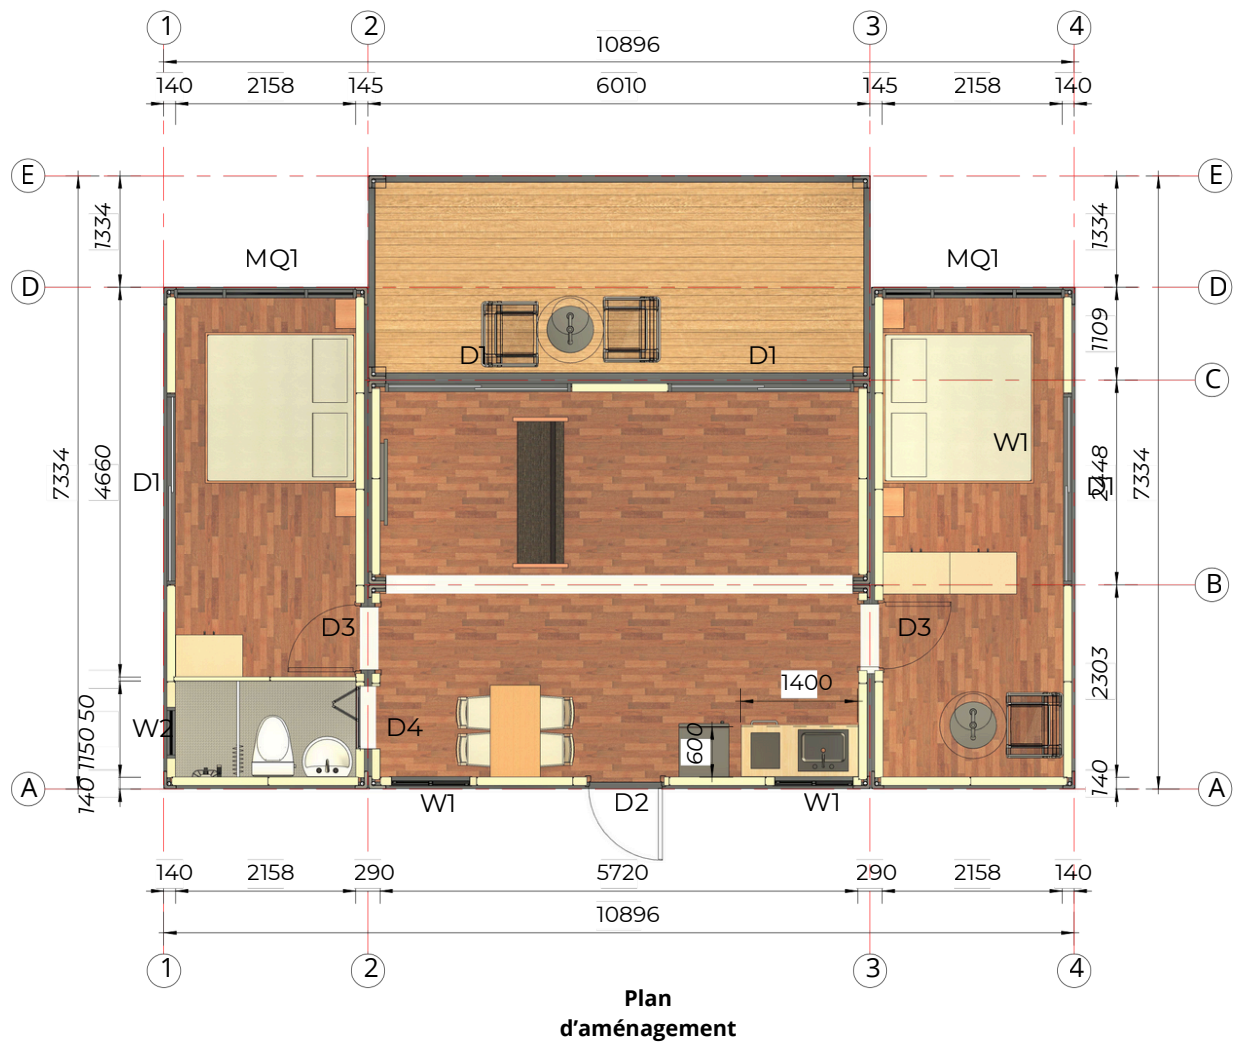 1 2 3 4
10896
140 2158 145 6010 145 2158 140
E E
1334 1334
MQ1 MQ1
D D
1109
D1 D1
C
W1
7334 4660 D1 2448 D1 7334
B
D3 D3
2303
1400
50
W2 D4 600
1150
140 140
A A
W1 D2 W1
140 2158 290 5720 290 2158 140
10896
1 2 3 4
Plan
d’aménagement